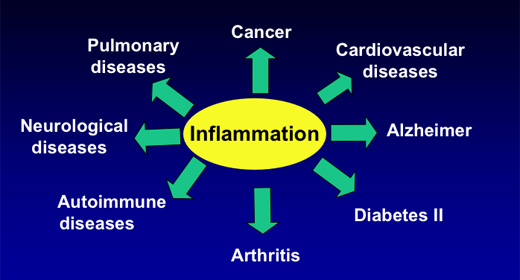 Cancer
Pulmonary
diseases
Cardiovascular
diseases
Neurological
diseases
Inflammation
Alzheimer
Autoimmune
diseases
Diabetes II
Arthritis